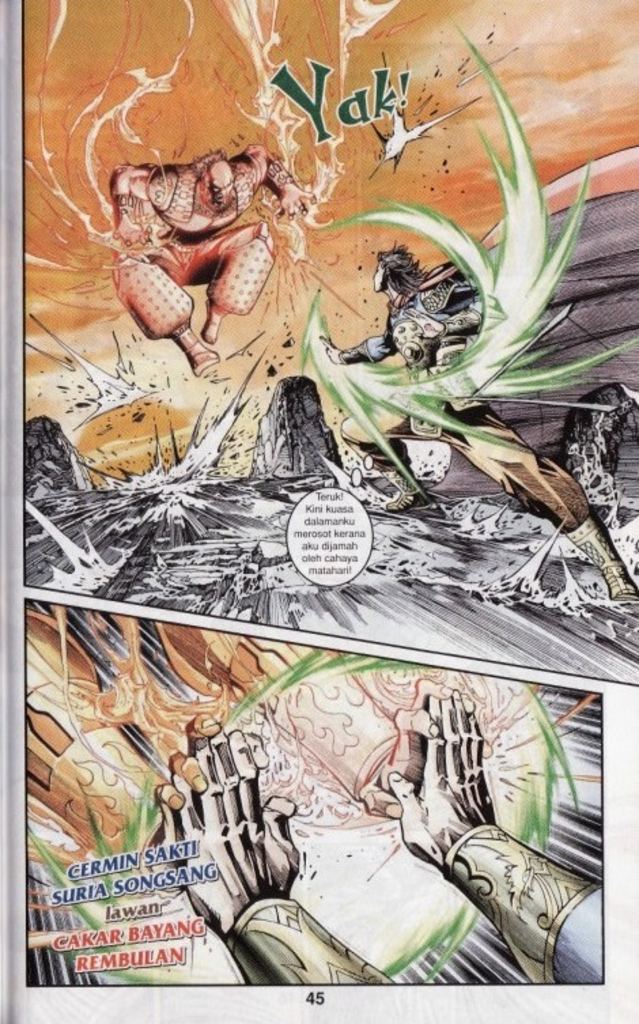 Yak!
Teruk!
Kini kuasa
dalamanku
merosot kerana
aku dijamah
oleh cahaya
matahari!
CERMIN SAKTI
SURIA SONGSANG
lawan
CAKAR BAYANG
REMBULAN
45